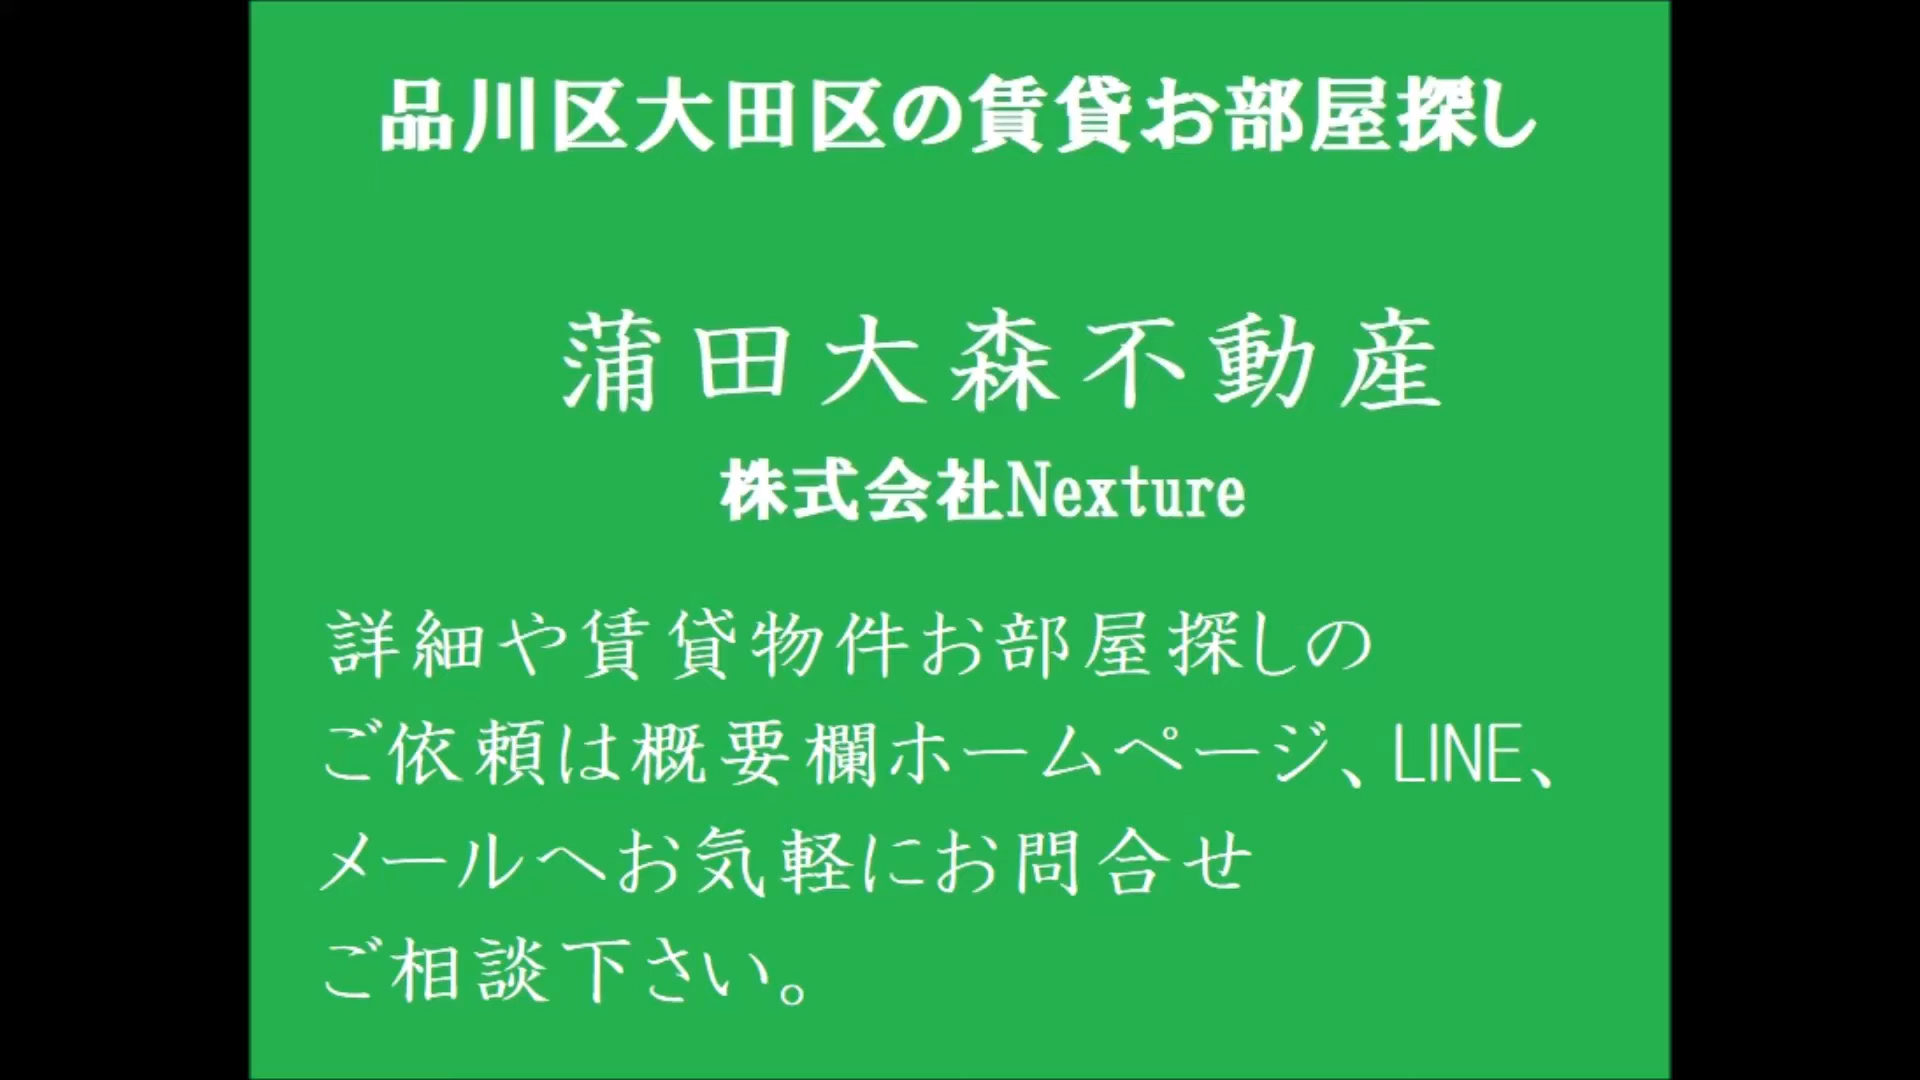 品川区大田区の賃貸お部屋探し
蒲田大森不動産
株式会社Nexture
詳細や賃貸物件お部屋探しの
ご依頼は概要欄ホームページ、LINE、
メールへお気軽にお問合せ
ご相談下さい。